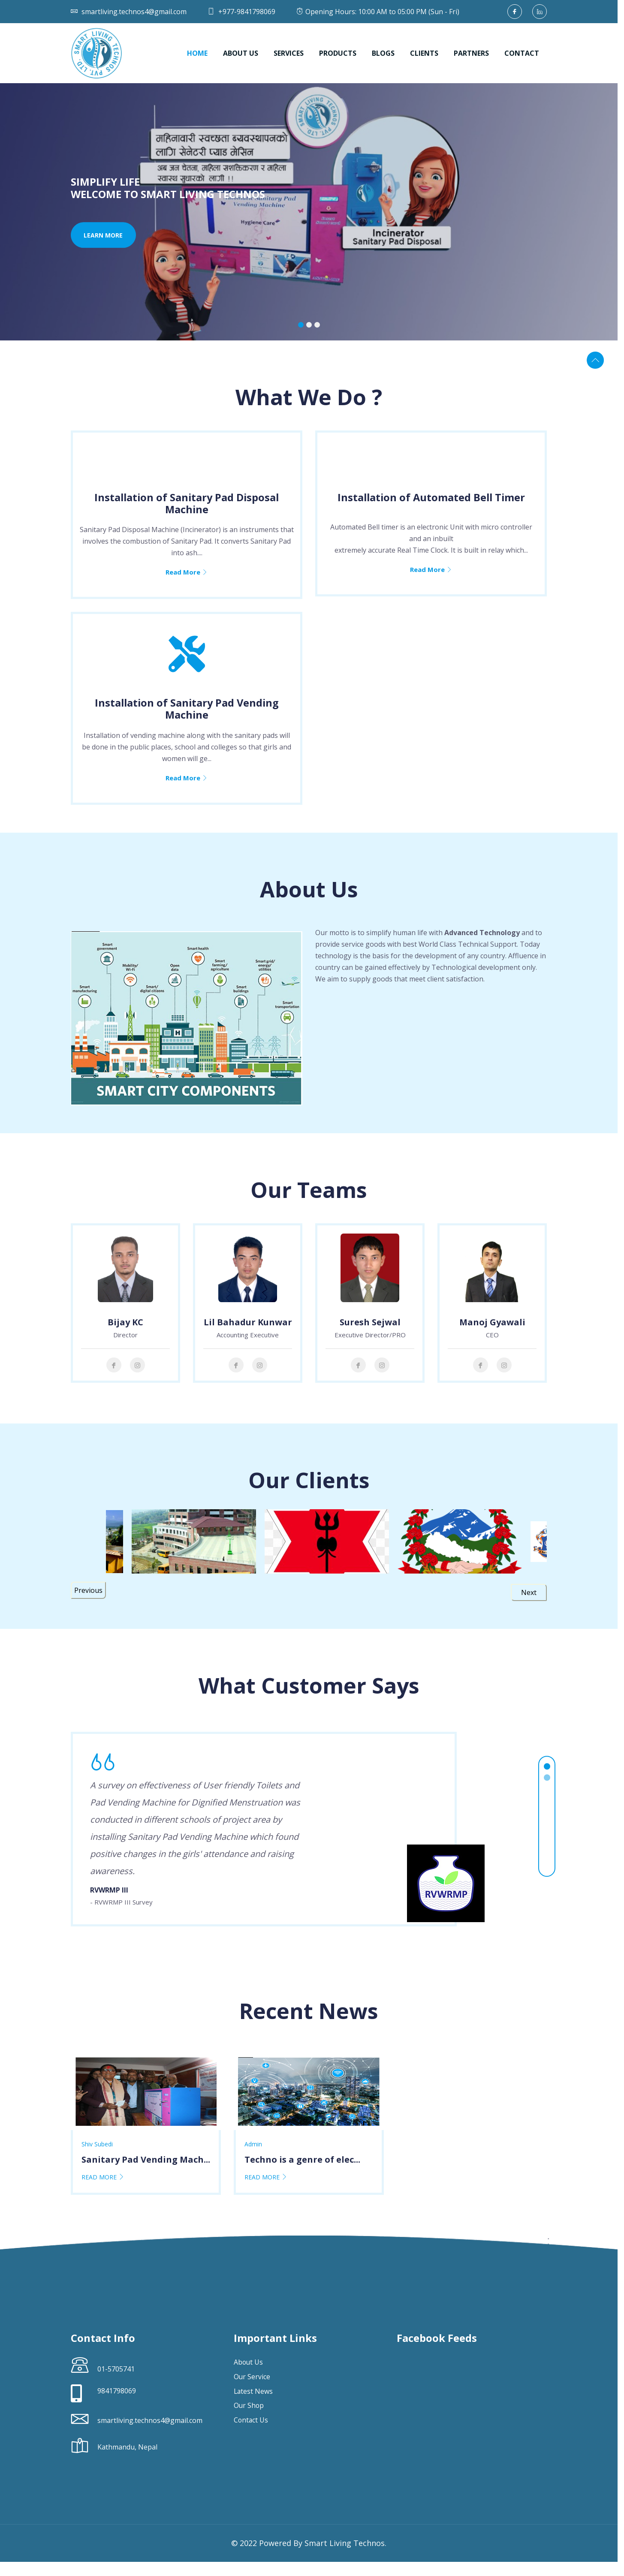 smartliving.technos4@gmail.com
+977-9841798069
Opening Hours: 10:00 AM to 05:00 PM (Sun - Fri)
SMART LIVING TECHNOS PVT. LTD.
HOME
ABOUT US
SERVICES
PRODUCTS
BLOGS
CLIENTS
PARTNERS
CONTACT
महिनावारी स्वच्छता ब्यवस्थापनको
लागि सेनेटरी प्याड मेसिन
अब जन चेतना, महिला सशक्तिकरण र महिला
स्वास्थ सुधारको लागी !!
SIMPLIFY LIFE
WELCOME TO SMART LIVING TECHNOS
LEARN MORE
Sanitary Pad
Vending Machine
Hygiene Care
Incinerator
Sanitary Pad Disposal
What We Do ?
Installation of Sanitary Pad Disposal
Machine
Sanitary Pad Disposal Machine (Incinerator) is an instruments that
involves the combustion of Sanitary Pad. It converts Sanitary Pad
into ash....
Read More
Installation of Automated Bell Timer
Automated Bell timer is an electronic Unit with micro controller
and an inbuilt
extremely accurate Real Time Clock. It is built in relay which...
Read More
Installation of Sanitary Pad Vending
Machine
Installation of vending machine along with the sanitary pads will
be done in the public places, school and colleges so that girls and
women will ge...
Read More
About Us
Smart government
Smart health
Mobility/ Wi-Fi
Open data
Smart farming/ agriculture
Smart grid/ energy/ utilities
Smart manufacturing
Smart/ digital citizens
Smart buildings
Smart transportation
SMART CITY COMPONENTS
Our motto is to simplify human life with Advanced Technology and to
provide service goods with best World Class Technical Support. Today
technology is the basis for the development of any country. Affluence in
country can be gained effectively by Technological development only.
We aim to supply goods that meet client satisfaction.
Our Teams
Bijay KC
Director
Lil Bahadur Kunwar
Accounting Executive
Suresh Sejwal
Executive Director/PRO
Manoj Gyawali
CEO
Our Clients
Previous
Next
What Customer Says
A survey on effectiveness of User friendly Toilets and
Pad Vending Machine for Dignified Menstruation was
conducted in different schools of project area by
installing Sanitary Pad Vending Machine which found
positive changes in the girls' attendance and raising
awareness.
RVWRMP III
- RVWRMP III Survey
RVWRMP
Recent News
Shiv Subedi
Sanitary Pad Vending Mach...
READ MORE
Admin
Techno is a genre of elec...
READ MORE
Contact Info
01-5705741
9841798069
smartliving.technos4@gmail.com
Kathmandu, Nepal
Important Links
About Us
Our Service
Latest News
Our Shop
Contact Us
Facebook Feeds
© 2022 Powered By Smart Living Technos.